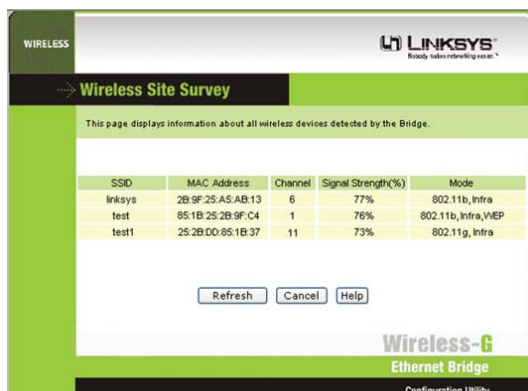 WIRELESS
LINKSYS®
Nobody makes networking easier.™
Wireless Site Survey
This page displays information about all wireless devices detected by the Bridge.
SSID MAC Address Channel Signal Strength(%) Mode
linksys 2B:9F:25:A5:AB:13 6 77% 802.11b, Infra
test 85:1B:25:2B:9F:C4 1 76% 802.11b, Infra,WEP
test1 25:2B:DD:85:1B:37 11 73% 802.11g, Infra
Refresh Cancel Help
Wireless-G
Ethernet Bridge
Configuration Utility